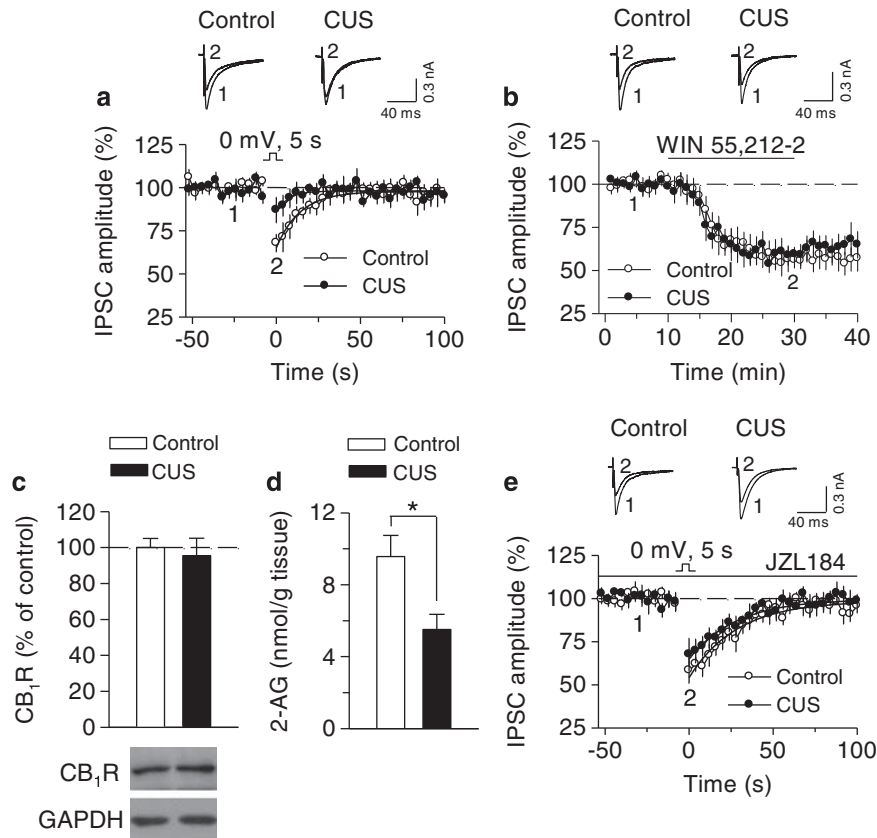 Control
CUS
2
1
2
1
0.3 nA
40 ms
a
IPSC amplitude (%)
125
100
75
50
25
0 mV, 5 s
1
2
Control
CUS
-50
0
50
100
Time (s)
Control
CUS
2
1
2
1
0.3 nA
40 ms
b
IPSC amplitude (%)
125
100
75
50
25
WIN 55,212-2
1
2
Control
CUS
0
10
20
30
40
Time (min)
c
Control
CUS
CB₁R (% of control)
120
100
80
60
40
20
0
CB₁R
GAPDH
d
Control
CUS
2-AG (nmol/g tissue)
12
9
6
3
0
*
e
Control
CUS
2
1
2
1
0.3 nA
40 ms
IPSC amplitude (%)
125
100
75
50
25
0 mV, 5 s
JZL184
1
2
Control
CUS
-50
0
50
100
Time (s)